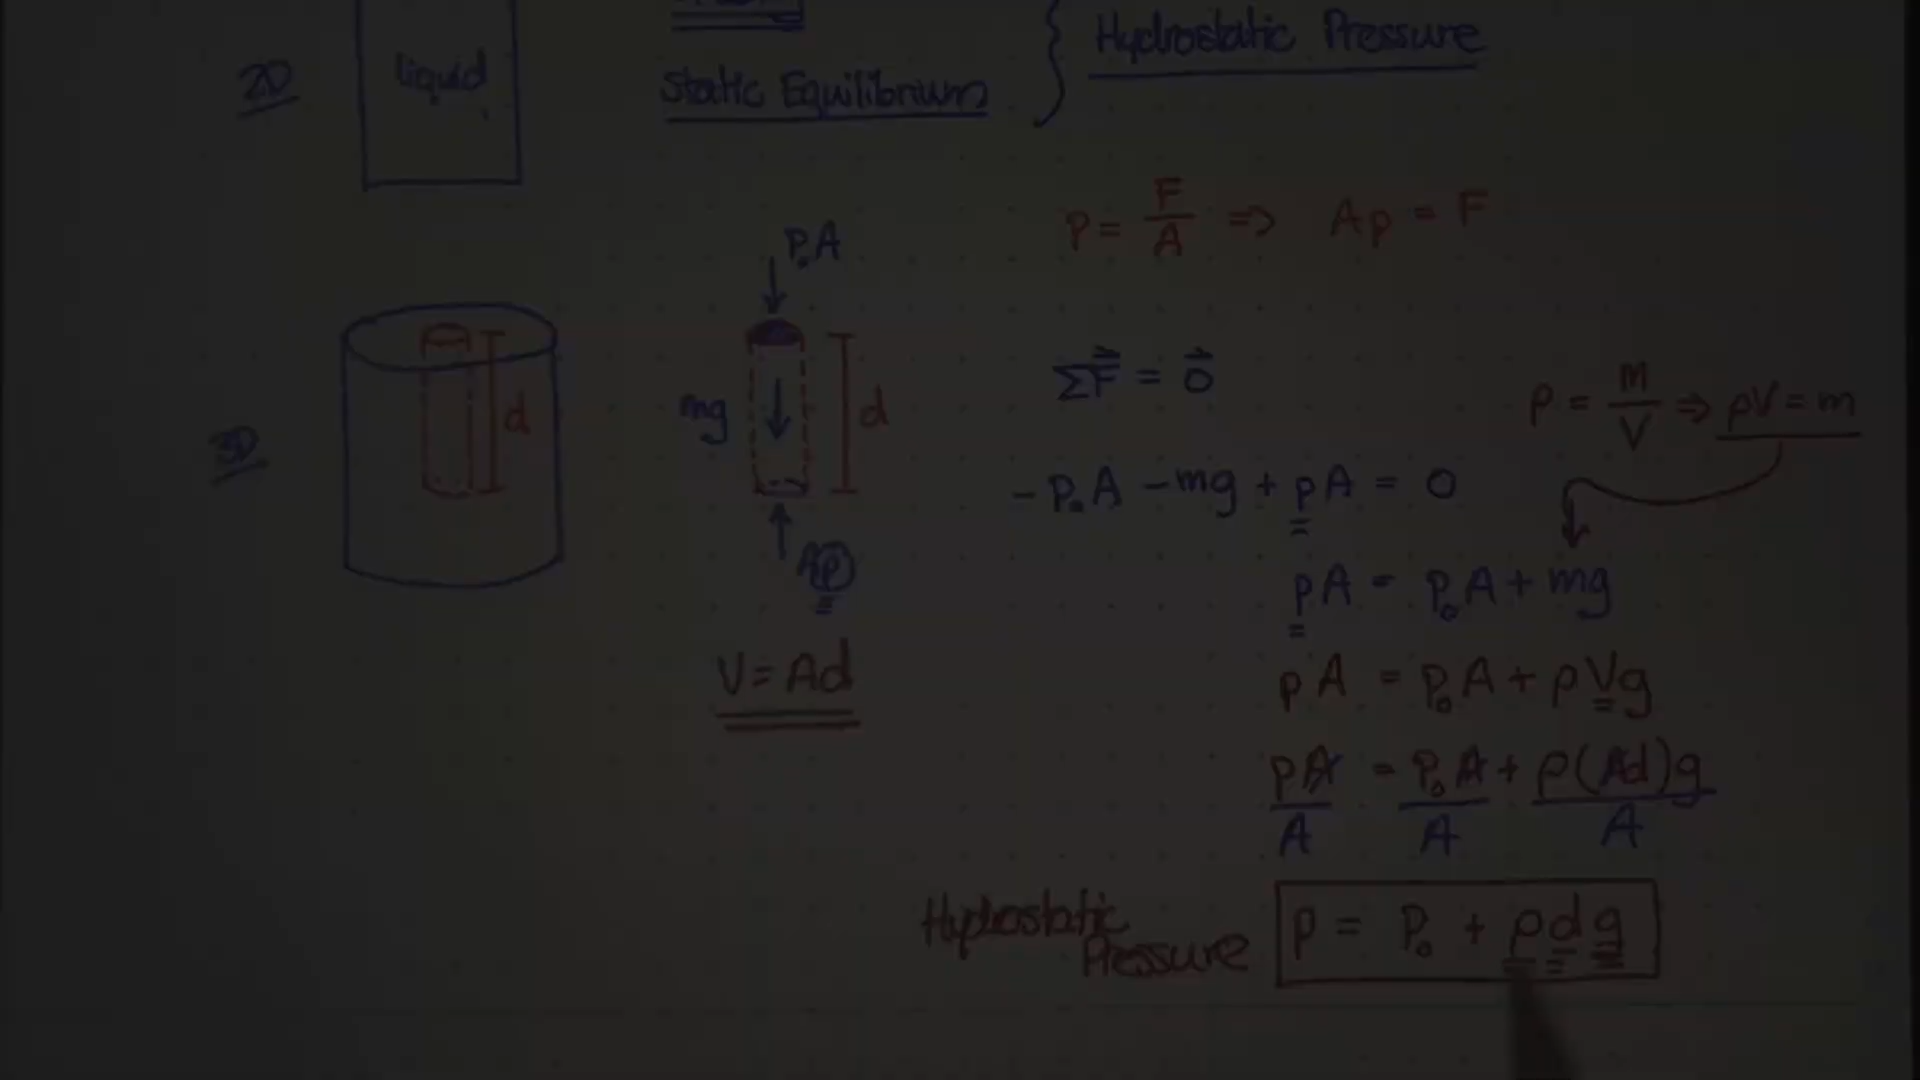 2D
liquid
Static Equilibrium
Hydrostatic Pressure
P = F/A ⇒ Ap = F
P₀A
3D
d
mg
d
Ap
V = Ad
ΣF⃗ = 0⃗
ρ = m/V ⇒ ρV = m
- P₀A - mg + pA = 0
pA = p₀A + mg
pA = p₀A + ρVg
pA/A = p₀A/A + ρ(Ad)g/A
Hydrostatic
Pressure
p = p₀ + ρdg